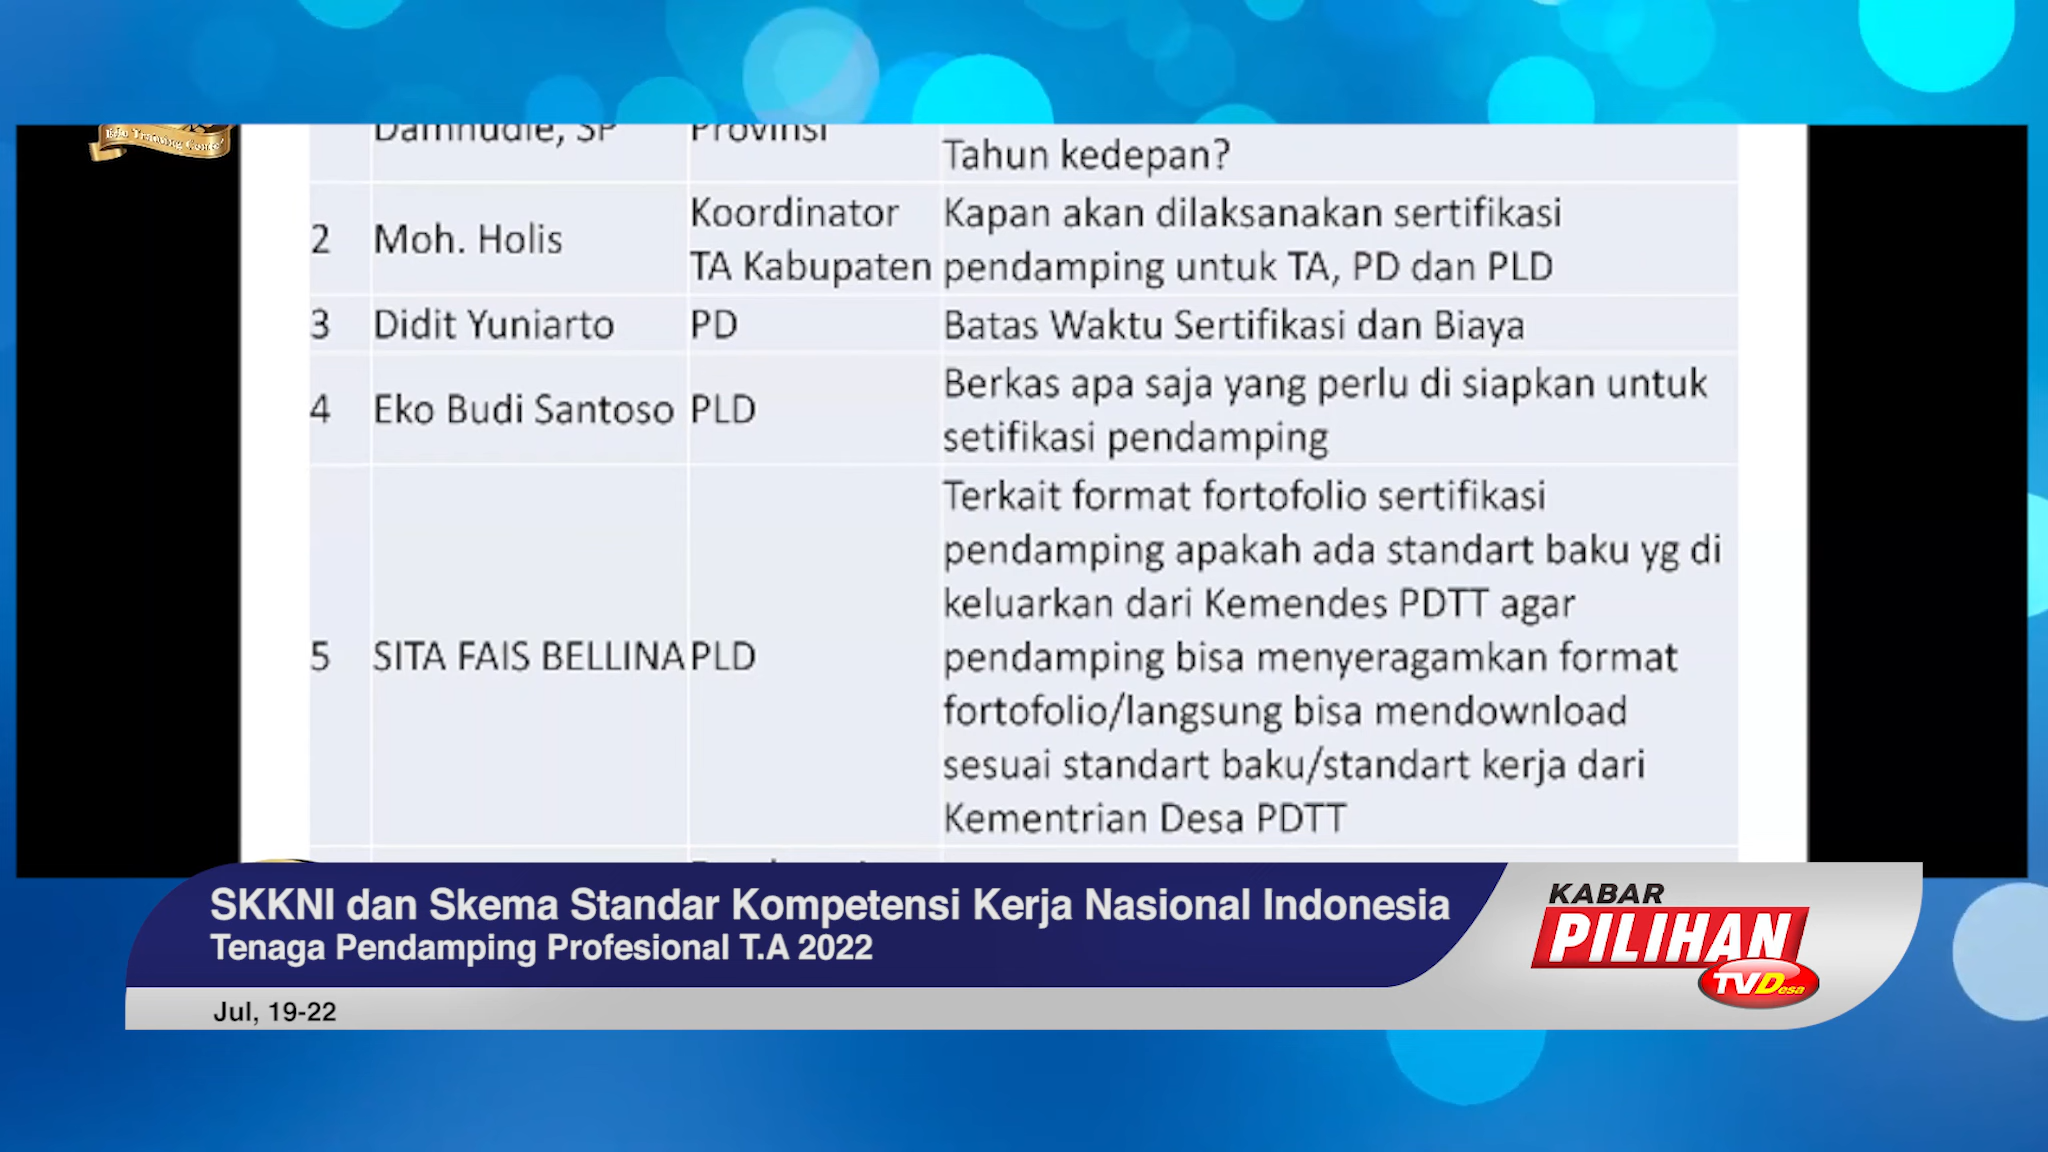 Damhudie, SP
Provinsi
Tahun kedepan?
2
Moh. Holis
Koordinator
TA Kabupaten
Kapan akan dilaksanakan sertifikasi
pendamping untuk TA, PD dan PLD
3
Didit Yuniarto
PD
Batas Waktu Sertifikasi dan Biaya
4
Eko Budi Santoso
PLD
Berkas apa saja yang perlu di siapkan untuk
setifikasi pendamping
5
SITA FAIS BELLINA
PLD
Terkait format fortofolio sertifikasi
pendamping apakah ada standart baku yg di
keluarkan dari Kemendes PDTT agar
pendamping bisa menyeragamkan format
fortofolio/langsung bisa mendownload
sesuai standart baku/standart kerja dari
Kementrian Desa PDTT
SKKNI dan Skema Standar Kompetensi Kerja Nasional Indonesia
Tenaga Pendamping Profesional T.A 2022
Jul, 19-22
KABAR
PILIHAN
TVDesa